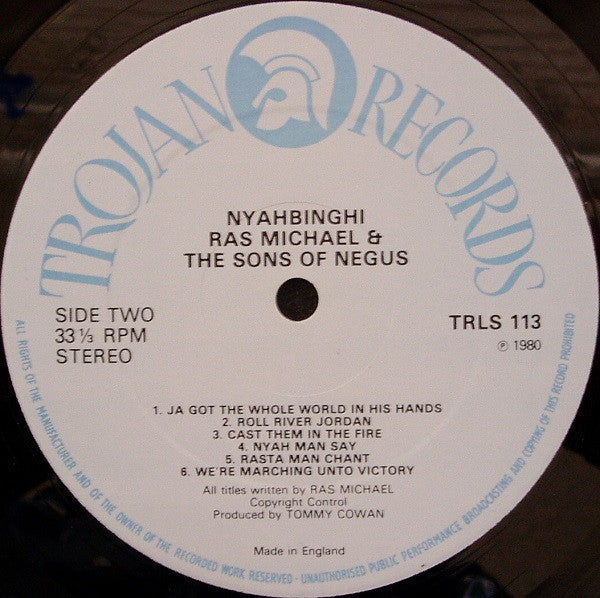 TROJAN RECORDS
NYAHBINGHI
RAS MICHAEL &
THE SONS OF NEGUS
SIDE TWO
33 ⅓ RPM
STEREO
TRLS 113
℗ 1980
1. JA GOT THE WHOLE WORLD IN HIS HANDS
2. ROLL RIVER JORDAN
3. CAST THEM IN THE FIRE
4. NYAH MAN SAY
5. RASTA MAN CHANT
6. WE'RE MARCHING UNTO VICTORY
All titles written by RAS MICHAEL
Copyright Control
Produced by TOMMY COWAN
Made in England
ALL RIGHTS OF THE MANUFACTURER AND OF THE OWNER OF THE RECORDED WORK RESERVED - UNAUTHORISED PUBLIC PERFORMANCE BROADCASTING AND COPYING OF THIS RECORD PROHIBITED